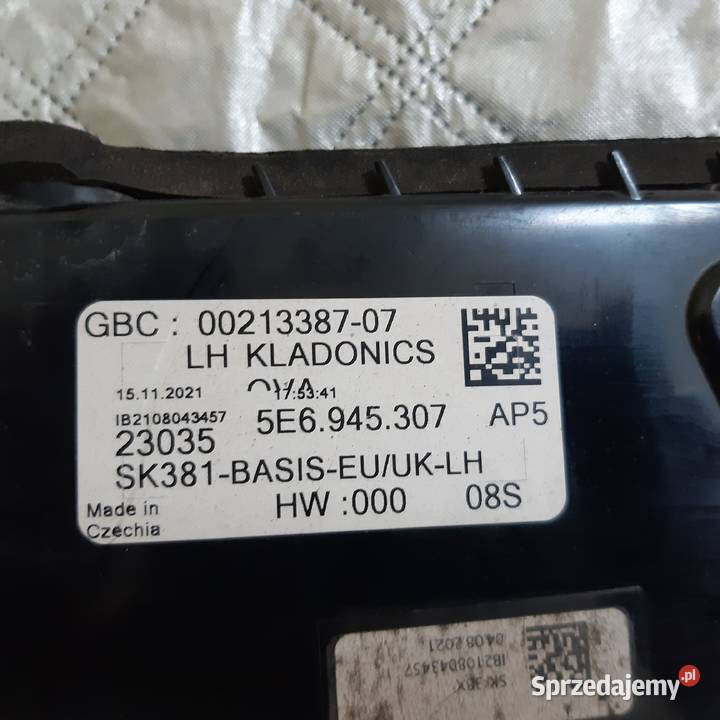 GBC : 00213387-07
LH KLADONICS
15.11.2021 17:53:41
IB2108043457 5E6.945.307 AP5
23035
SK381-BASIS-EU/UK-LH
HW :000 08S
Made in
Czechia
04.08.2021
IB2108043457
Sprzedajemy.pl